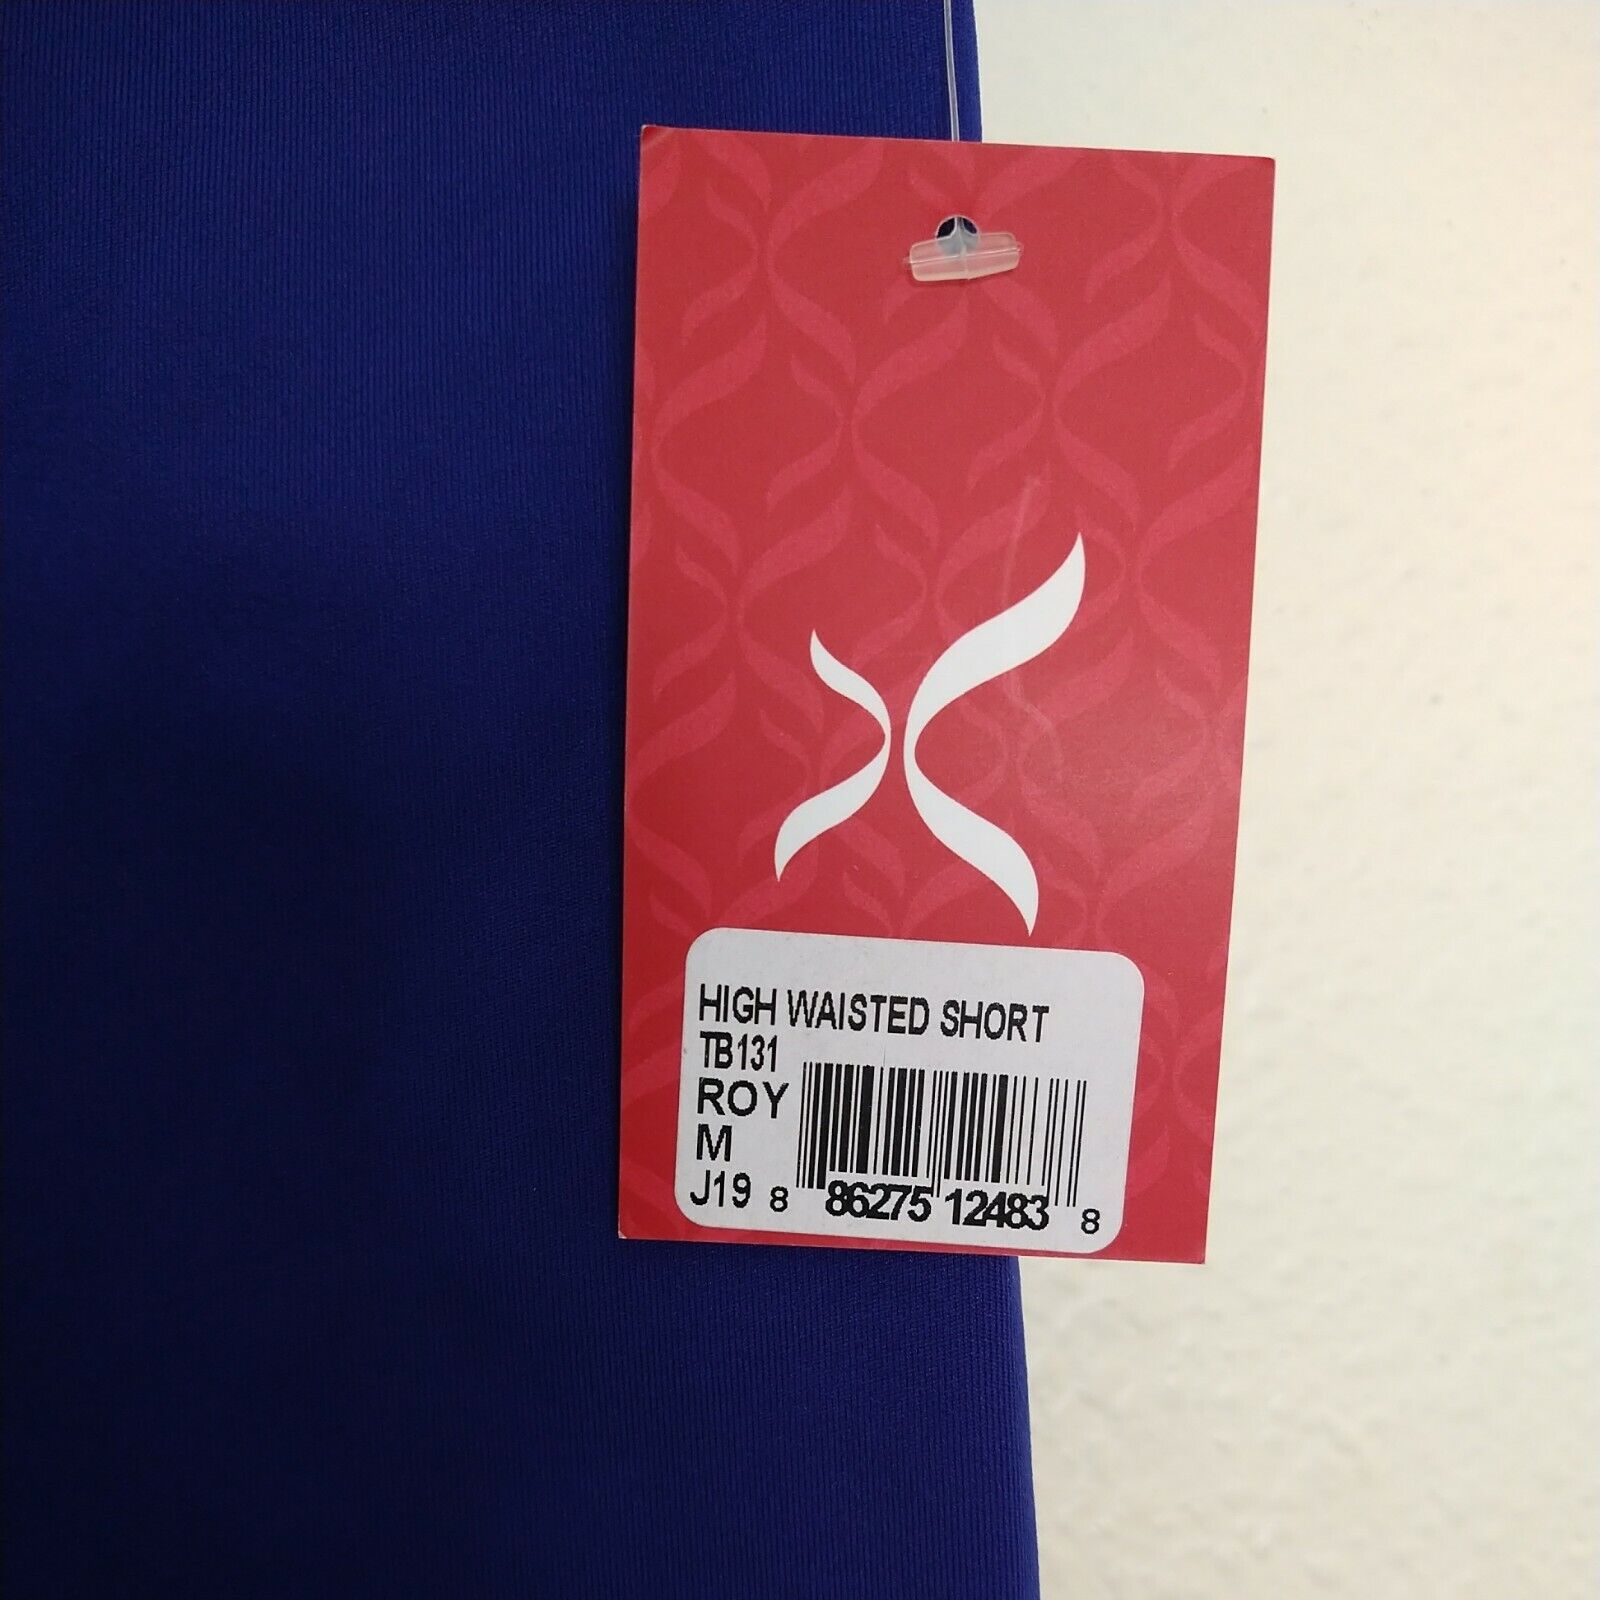 HIGH WAISTED SHORT
TB131
ROY
M
J19 8 86275 12483 8